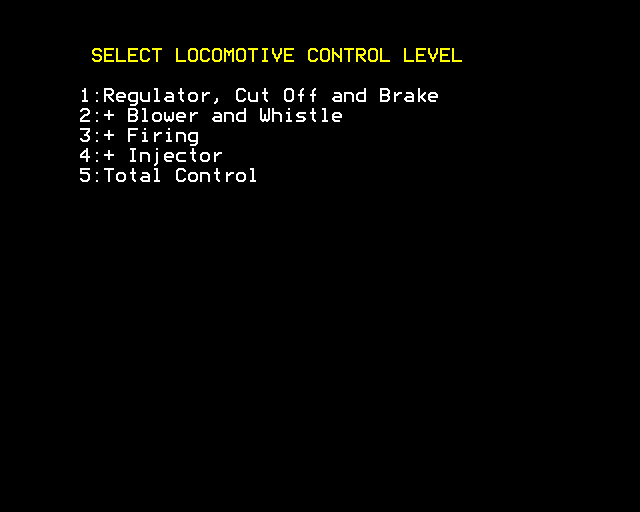 SELECT LOCOMOTIVE CONTROL LEVEL
1:Regulator, Cut Off and Brake
2:+ Blower and Whistle
3:+ Firing
4:+ Injector
5:Total Control